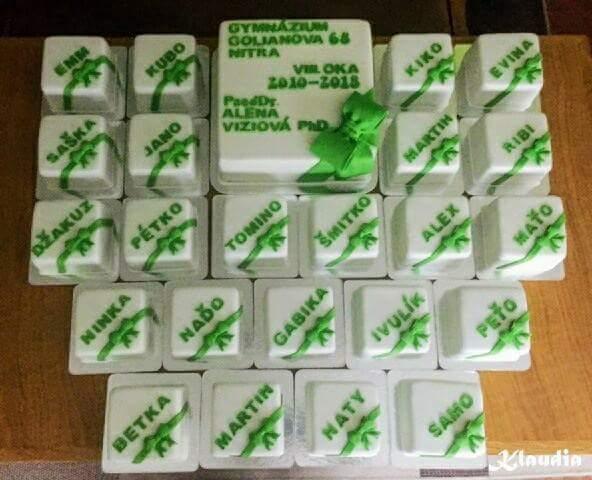 EMM
KUBO
GYMNÁZIUM
GOLIANOVA 68
NITRA
VIII. OKA
2010-2018
PaedDr.
ALENA
VIZIOVÁ PhD.
KIKO
EVINA
SAŠKA
JANO
MARTIN
RIBI
DŽAKUZ
PÉŤKO
TOMINO
ŠMITKO
ALEX
MAŤO
NINKA
NAĎO
GABIKA
IVULÍK
PEŤO
BETKA
MARTIN
NATY
SAMO
Klaudia